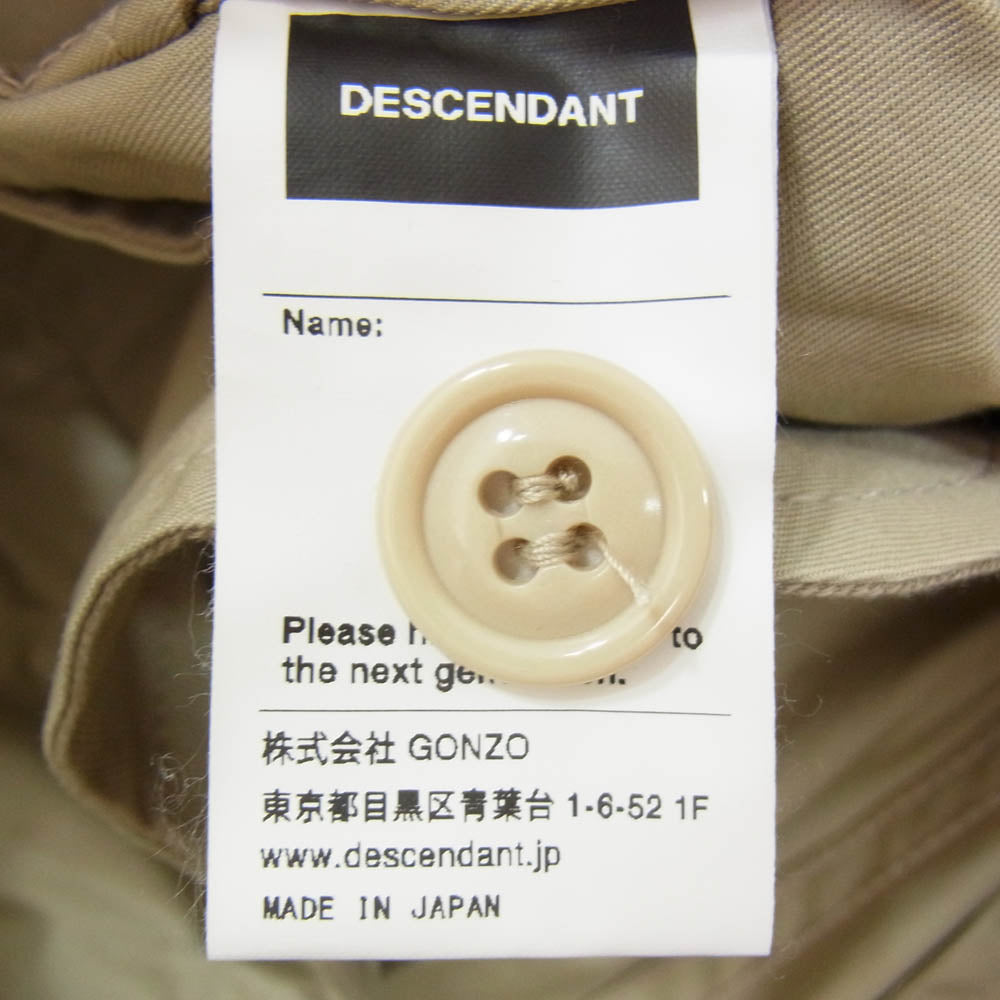 DESCENDANT
Name:
Please to
the next
株式会社 GONZO
東京都目黒区青葉台 1-6-52 1F
www.descendant.jp
MADE IN JAPAN